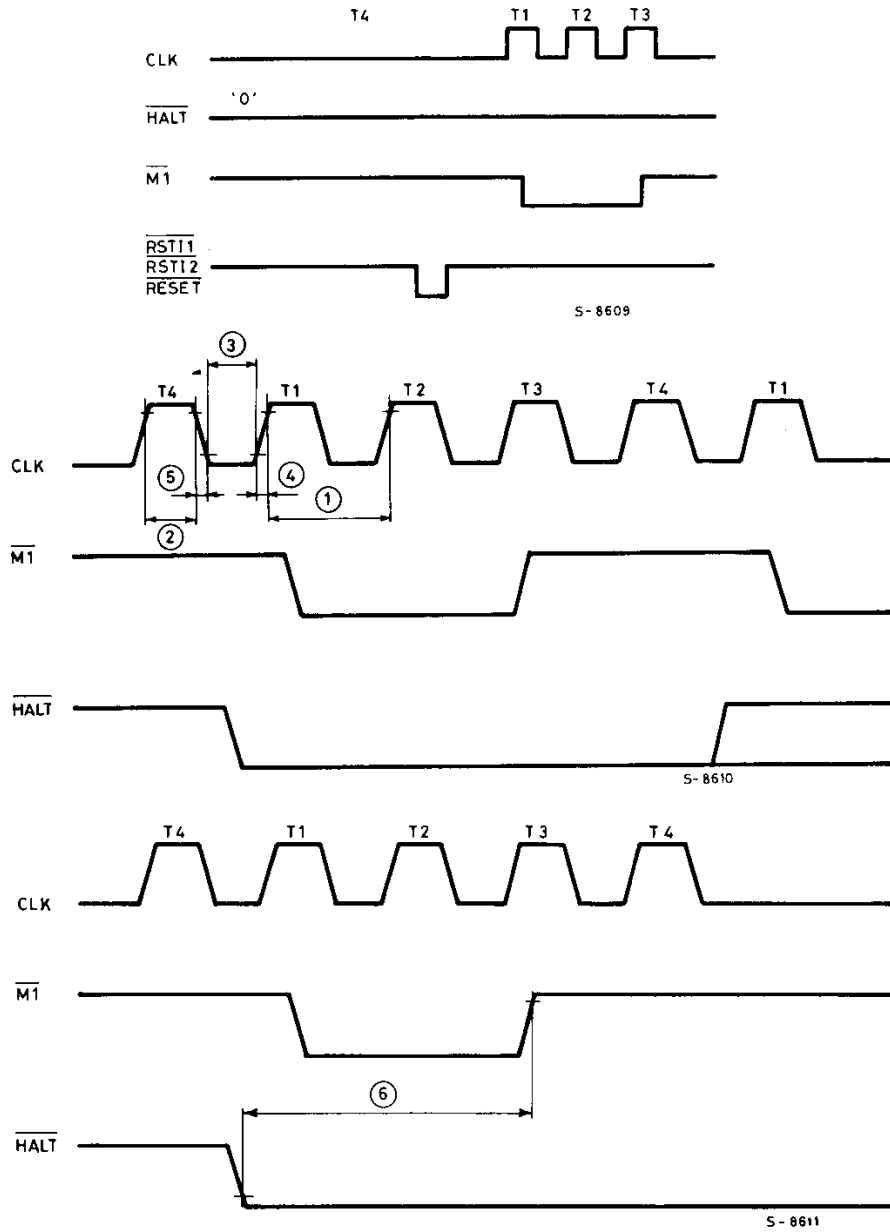 T4 T1 T2 T3
CLK
'0'
HALT
M1
RSTI1
RSTI2
RESET
S-8609
3
T4 T1 T2 T3 T4 T1
CLK
5 4 1
2
M1
HALT
S-8610
T4 T1 T2 T3 T4
CLK
M1
6
HALT
S-8611